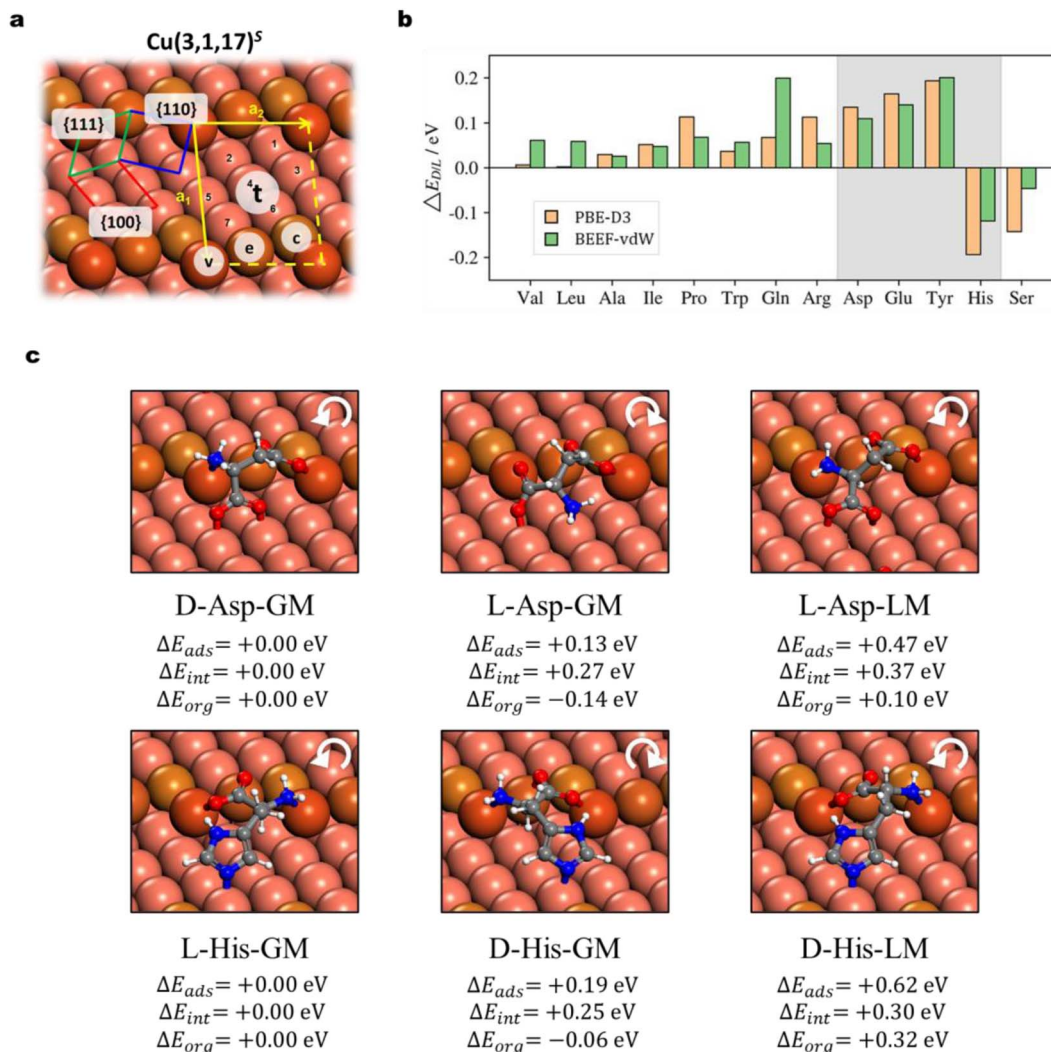 a
Cu(3,1,17)ˢ
{111}
{110}
{100}
a₁
a₂
1
2
3
4
t
5
6
7
v
e
c
b
ΔE_D/L / eV
0.2
0.1
0.0
-0.1
-0.2
PBE-D3
BEEF-vdW
Val Leu Ala Ile Pro Trp Gln Arg Asp Glu Tyr His Ser
c
D-Asp-GM
ΔE_ads = +0.00 eV
ΔE_int = +0.00 eV
ΔE_org = +0.00 eV
L-Asp-GM
ΔE_ads = +0.13 eV
ΔE_int = +0.27 eV
ΔE_org = −0.14 eV
L-Asp-LM
ΔE_ads = +0.47 eV
ΔE_int = +0.37 eV
ΔE_org = +0.10 eV
L-His-GM
ΔE_ads = +0.00 eV
ΔE_int = +0.00 eV
ΔE_org = +0.00 eV
D-His-GM
ΔE_ads = +0.19 eV
ΔE_int = +0.25 eV
ΔE_org = −0.06 eV
D-His-LM
ΔE_ads = +0.62 eV
ΔE_int = +0.30 eV
ΔE_org = +0.32 eV